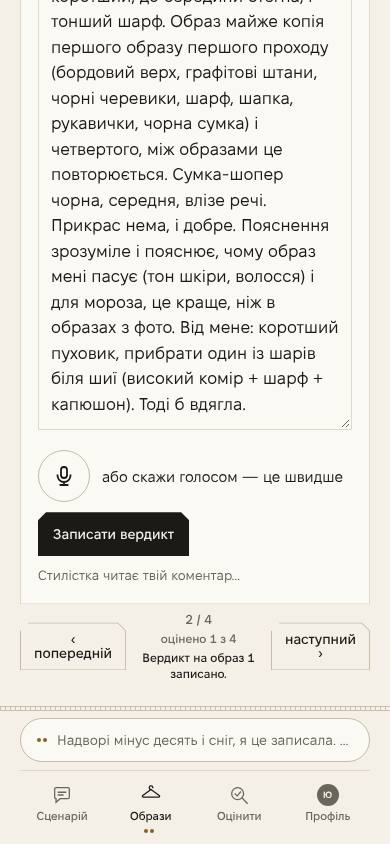 тонший шарф. Образ майже копія
першого образу першого проходу
(бордовий верх, графітові штани,
чорні черевики, шарф, шапка,
рукавички, чорна сумка) і
четвертого, між образами це
повторюється. Сумка-шопер
чорна, середня, влізе речі.
Прикрас нема, і добре. Пояснення
зрозуміле і пояснює, чому образ
мені пасує (тон шкіри, волосся) і
для мороза, це краще, ніж в
образах з фото. Від мене: коротший
пуховик, прибрати один із шарів
біля шиї (високий комір + шарф +
капюшон). Тоді б вдягла.
або скажи голосом — це швидше
Записати вердикт
Стилістка читає твій коментар...
‹
попередній
2 / 4
оцінено 1 з 4
Вердикт на образ 1
записано.
наступний
›
Надворі мінус десять і сніг, я це записала. ...
Сценарій
Образи
Оцінити
Ю
Профіль